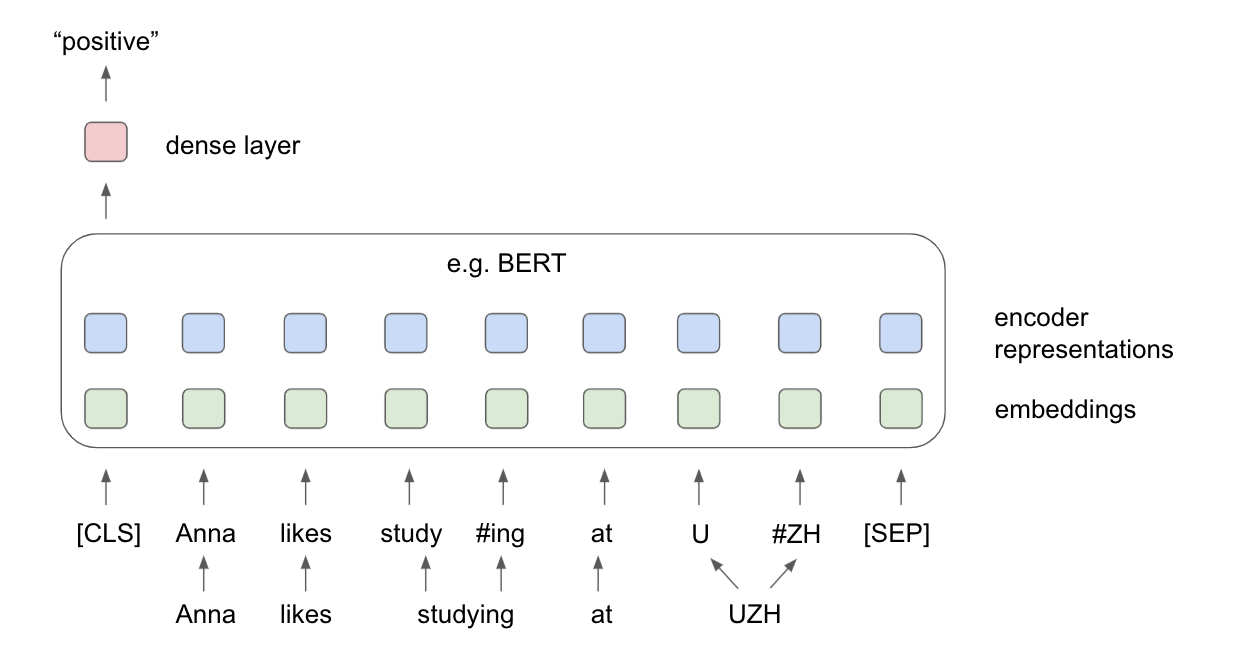 “positive”
dense layer
e.g. BERT
encoder
representations
embeddings
[CLS] Anna likes study #ing at U #ZH [SEP]
Anna likes studying at UZH